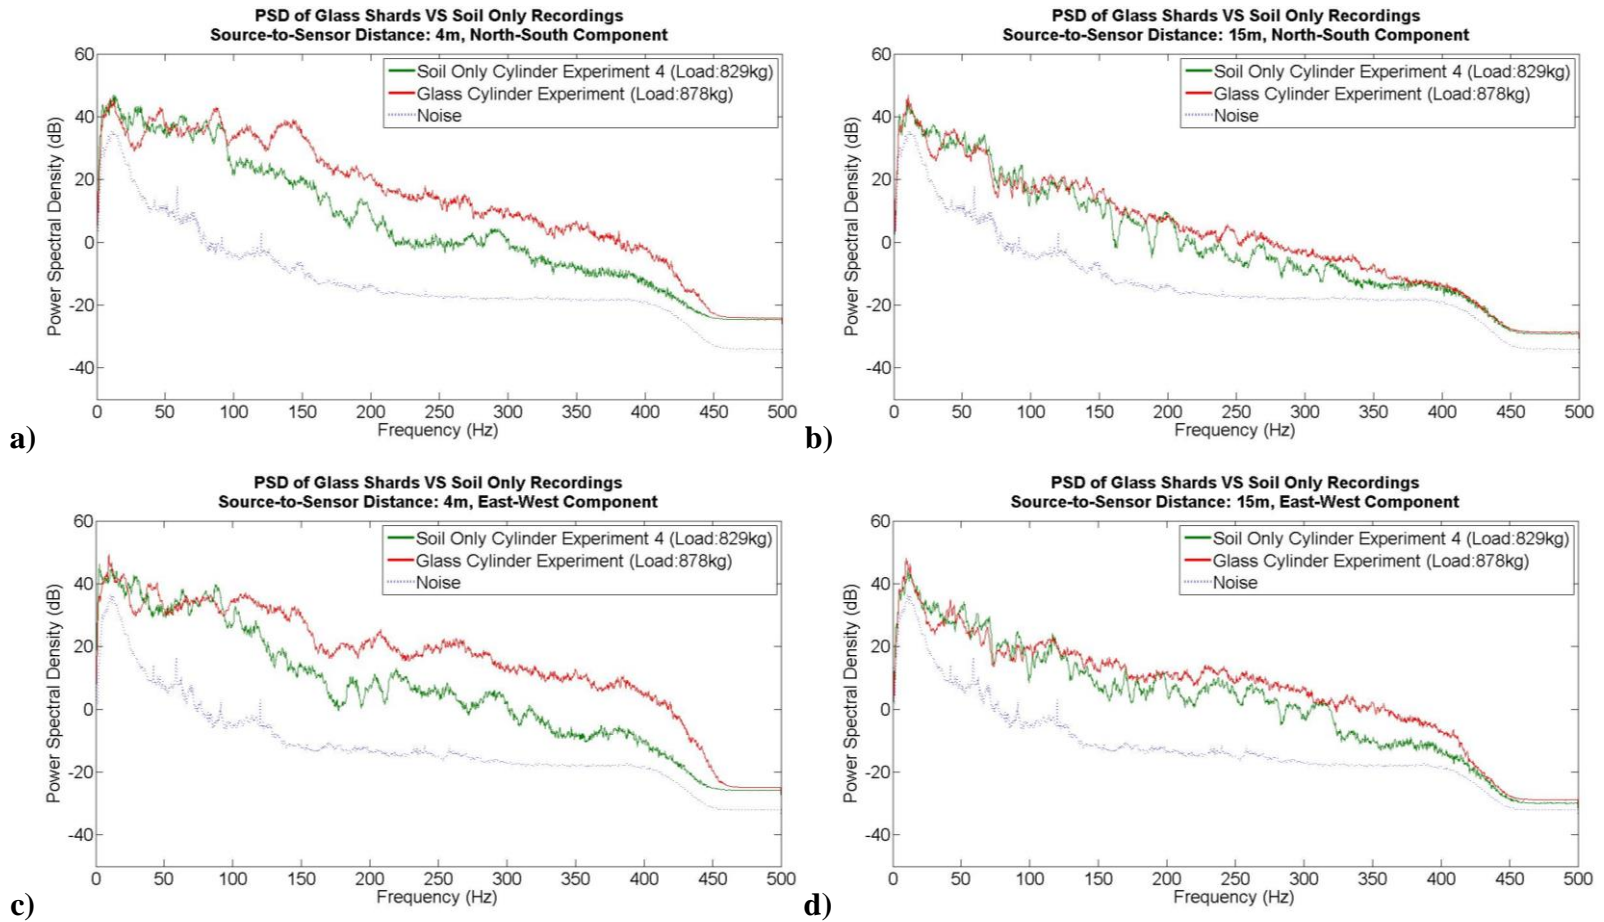 PSD of Glass Shards VS Soil Only Recordings
Source-to-Sensor Distance: 4m, North-South Component
60
40
20
0
-20
-40
Power Spectral Density (dB)
Soil Only Cylinder Experiment 4 (Load:829kg)
Glass Cylinder Experiment (Load:878kg)
Noise
0 50 100 150 200 250 300 350 400 450 500
Frequency (Hz)
a)
PSD of Glass Shards VS Soil Only Recordings
Source-to-Sensor Distance: 15m, North-South Component
60
40
20
0
-20
-40
Power Spectral Density (dB)
Soil Only Cylinder Experiment 4 (Load:829kg)
Glass Cylinder Experiment (Load:878kg)
Noise
0 50 100 150 200 250 300 350 400 450 500
Frequency (Hz)
b)
PSD of Glass Shards VS Soil Only Recordings
Source-to-Sensor Distance: 4m, East-West Component
60
40
20
0
-20
-40
Power Spectral Density (dB)
Soil Only Cylinder Experiment 4 (Load:829kg)
Glass Cylinder Experiment (Load:878kg)
Noise
0 50 100 150 200 250 300 350 400 450 500
Frequency (Hz)
c)
PSD of Glass Shards VS Soil Only Recordings
Source-to-Sensor Distance: 15m, East-West Component
60
40
20
0
-20
-40
Power Spectral Density (dB)
Soil Only Cylinder Experiment 4 (Load:829kg)
Glass Cylinder Experiment (Load:878kg)
Noise
0 50 100 150 200 250 300 350 400 450 500
Frequency (Hz)
d)